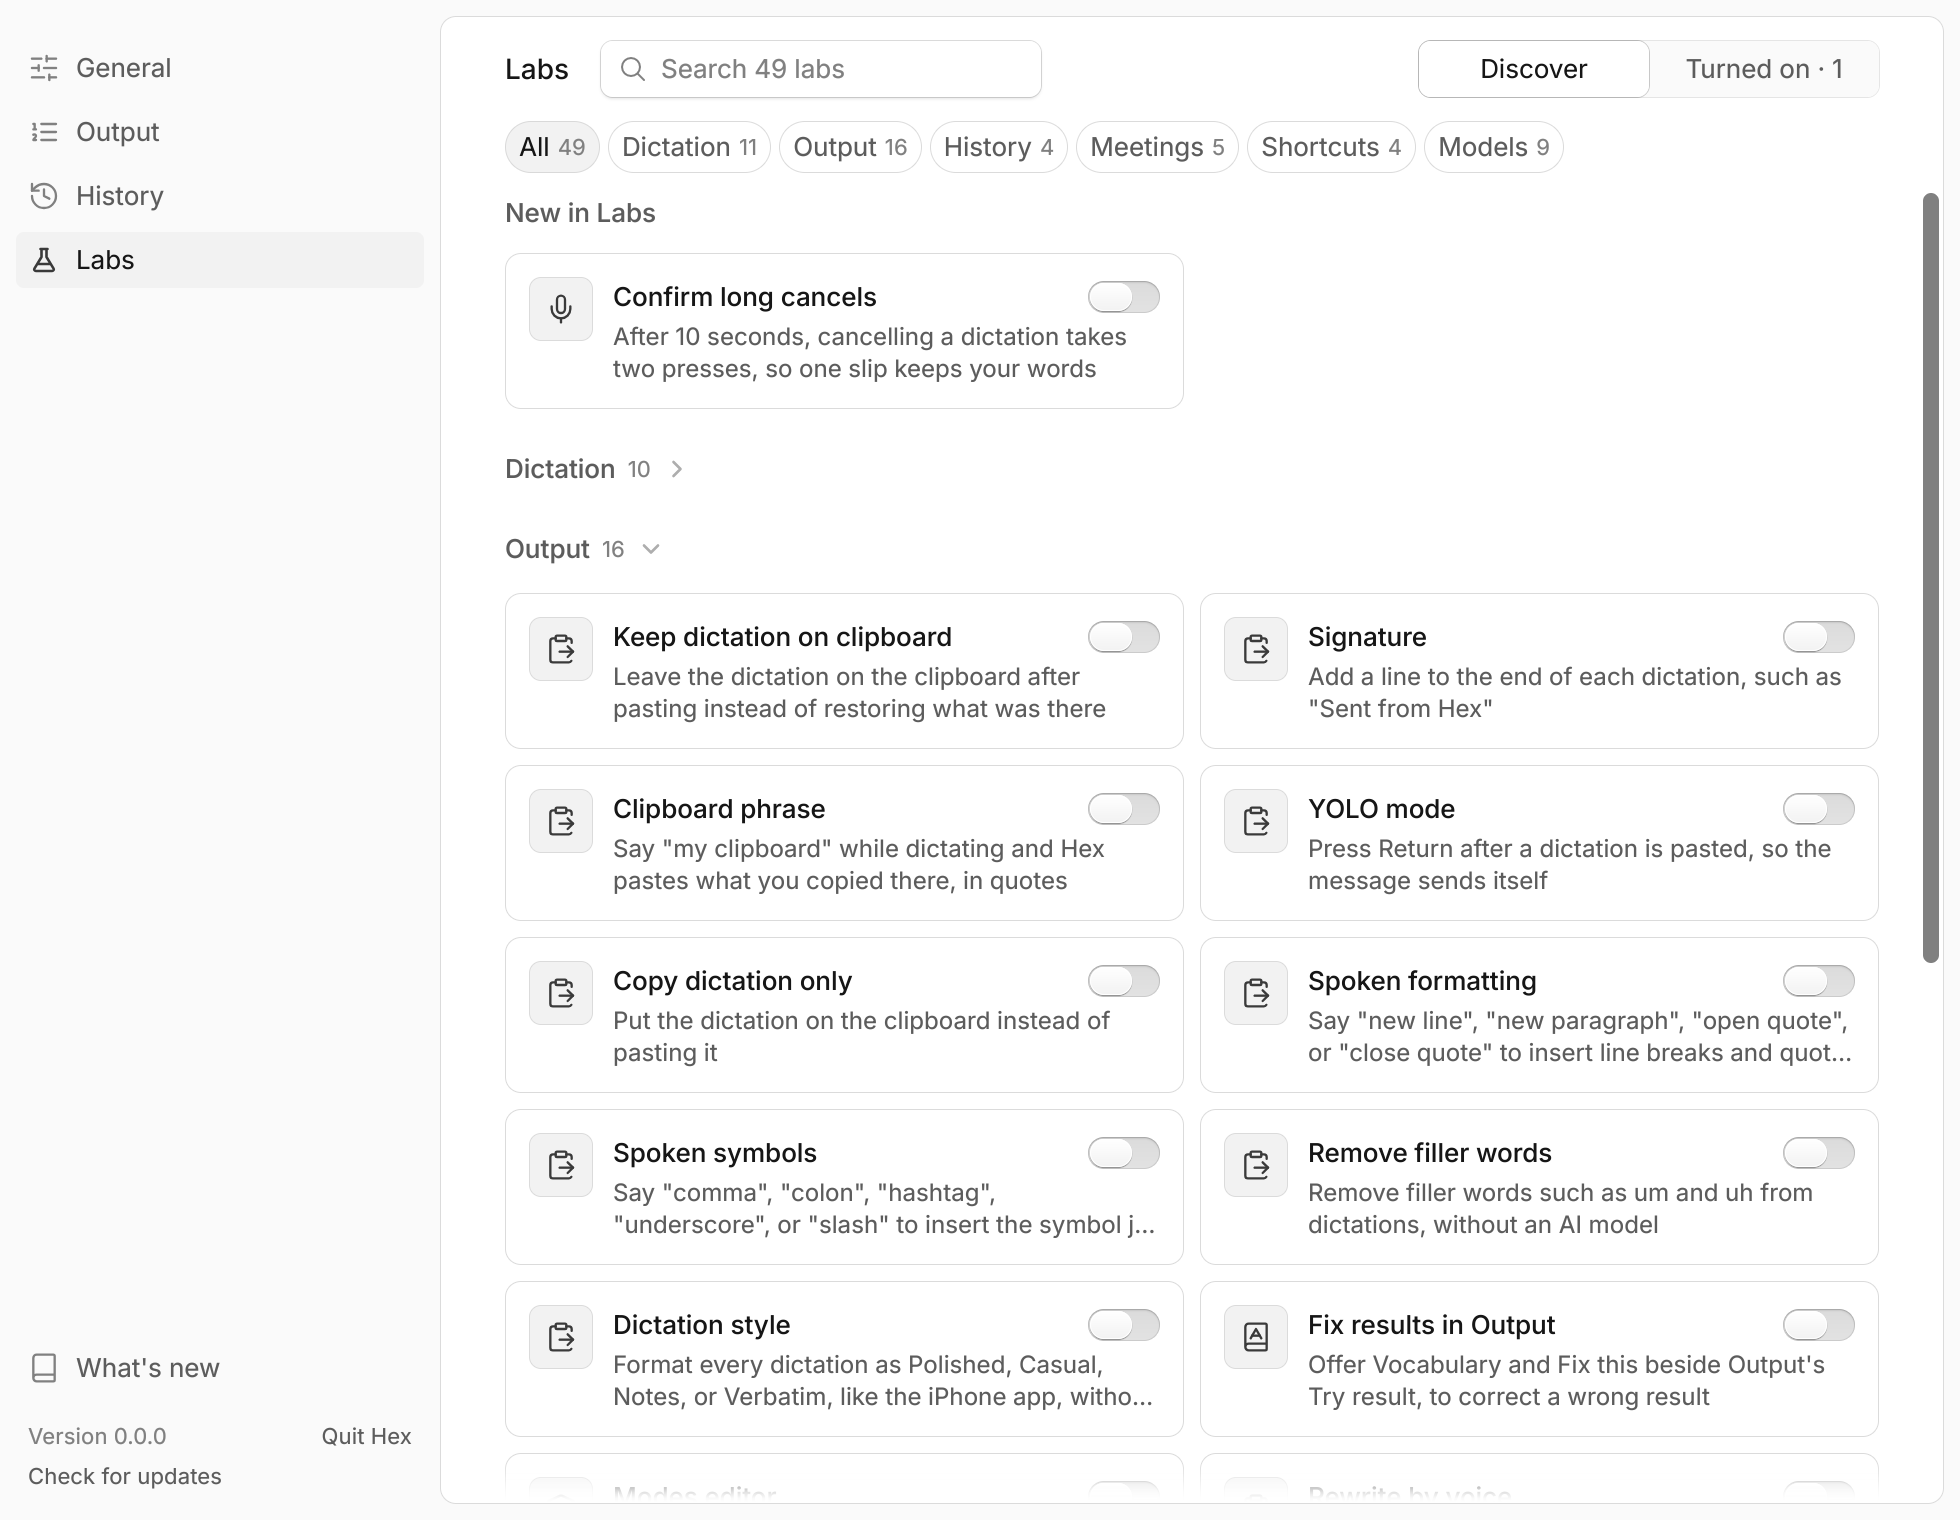 General
Output
History
Labs
What's new
Version 0.0.0
Quit Hex
Check for updates
Labs
Search 49 labs
Discover
Turned on · 1
All 49
Dictation 11
Output 16
History 4
Meetings 5
Shortcuts 4
Models 9
New in Labs
Confirm long cancels
After 10 seconds, cancelling a dictation takes
two presses, so one slip keeps your words
Dictation 10
Output 16
Keep dictation on clipboard
Leave the dictation on the clipboard after
pasting instead of restoring what was there
Signature
Add a line to the end of each dictation, such as
"Sent from Hex"
Clipboard phrase
Say "my clipboard" while dictating and Hex
pastes what you copied there, in quotes
YOLO mode
Press Return after a dictation is pasted, so the
message sends itself
Copy dictation only
Put the dictation on the clipboard instead of
pasting it
Spoken formatting
Say "new line", "new paragraph", "open quote",
or "close quote" to insert line breaks and quot...
Spoken symbols
Say "comma", "colon", "hashtag",
"underscore", or "slash" to insert the symbol j...
Remove filler words
Remove filler words such as um and uh from
dictations, without an AI model
Dictation style
Format every dictation as Polished, Casual,
Notes, or Verbatim, like the iPhone app, witho...
Fix results in Output
Offer Vocabulary and Fix this beside Output's
Try result, to correct a wrong result
Modes editor
Rewrite by voice